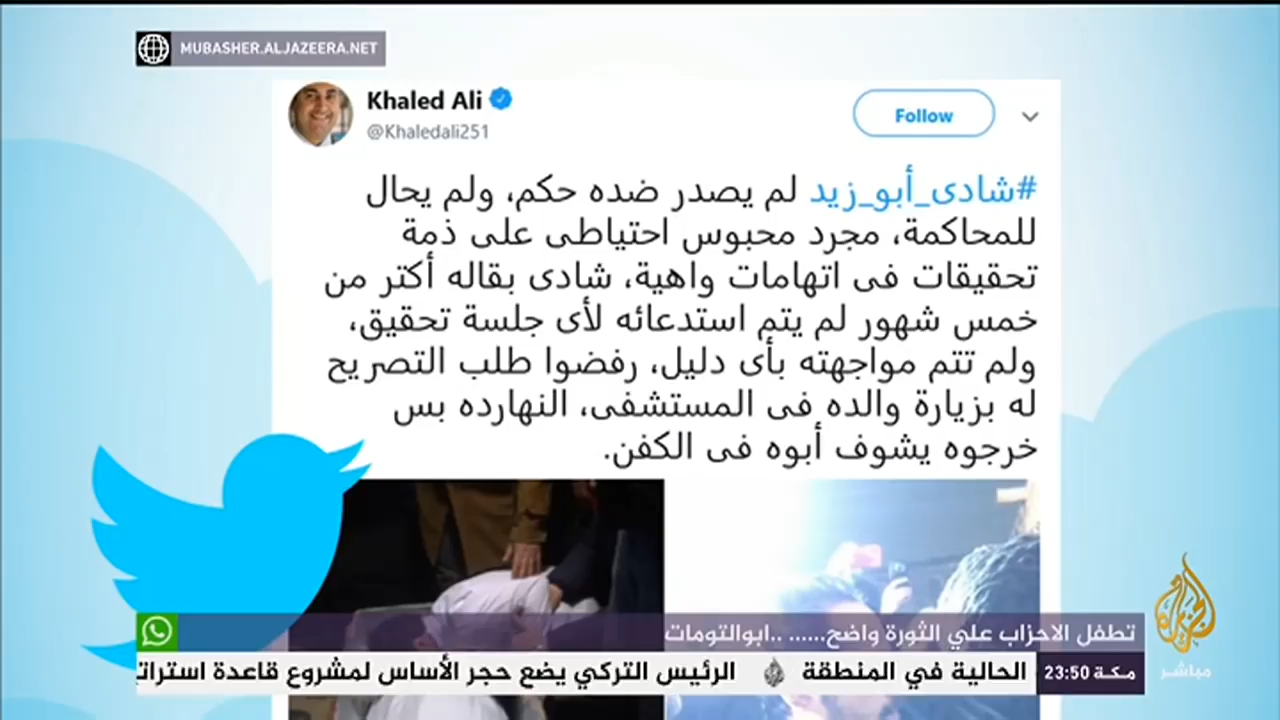 MUBASHER.ALJAZEERA.NET
Khaled Ali
@Khaledali251
Follow
#شادى_أبو_زيد لم يصدر ضده حكم، ولم يحال
للمحاكمة، مجرد محبوس احتياطى على ذمة
تحقيقات فى اتهامات واهية، شادى بقاله أكتر من
خمس شهور لم يتم استدعائه لأى جلسة تحقيق،
ولم تتم مواجهته بأى دليل، رفضوا طلب التصريح
له بزيارة والده فى المستشفى، النهارده بس
خرجوه يشوف أبوه فى الكفن.
تطفل الاحزاب علي الثورة واضح...... ..ابوالتومات
مكة 23:50
الحالية في المنطقة
الرئيس التركي يضع حجر الأساس لمشروع قاعدة استراتي
الجزيرة
مباشر